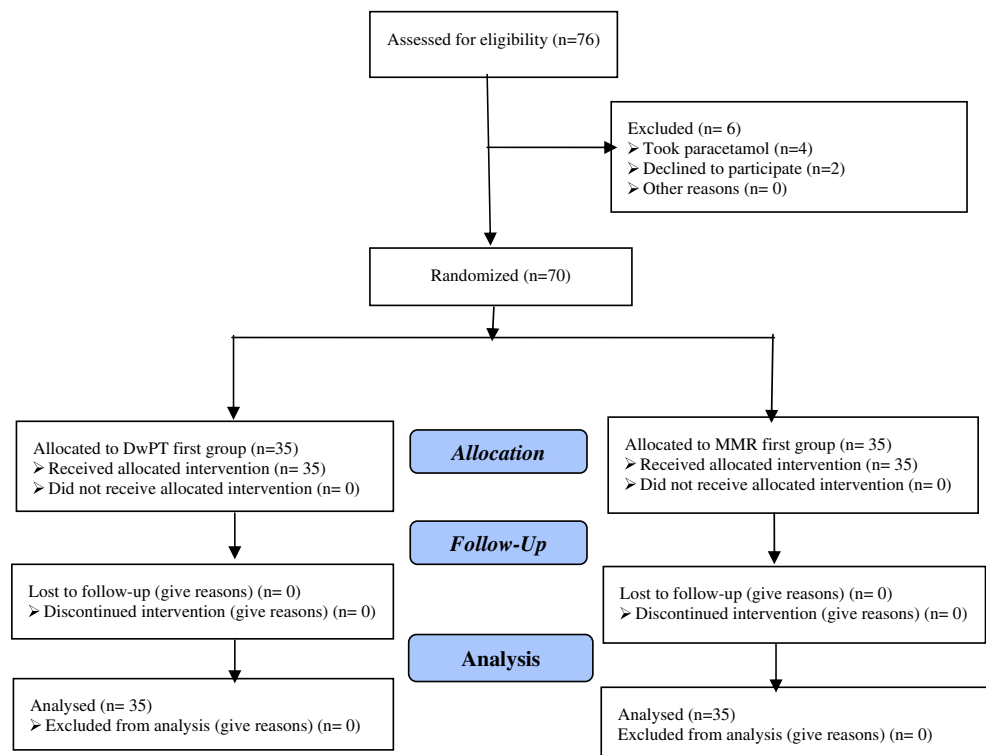 Assessed for eligibility (n=76)
Excluded (n= 6)
➢ Took paracetamol (n=4)
➢ Declined to participate (n=2)
➢ Other reasons (n= 0)
Randomized (n=70)
Allocated to DwPT first group (n=35)
➢ Received allocated intervention (n= 35)
➢ Did not receive allocated intervention (n= 0)
Allocation
Allocated to MMR first group (n= 35)
➢ Received allocated intervention (n= 35)
➢ Did not receive allocated intervention (n= 0)
Follow-Up
Lost to follow-up (give reasons) (n= 0)
➢ Discontinued intervention (give reasons) (n= 0)
Lost to follow-up (give reasons) (n= 0)
➢ Discontinued intervention (give reasons) (n= 0)
Analysis
Analysed (n= 35)
➢ Excluded from analysis (give reasons) (n= 0)
Analysed (n=35)
Excluded from analysis (give reasons) (n= 0)